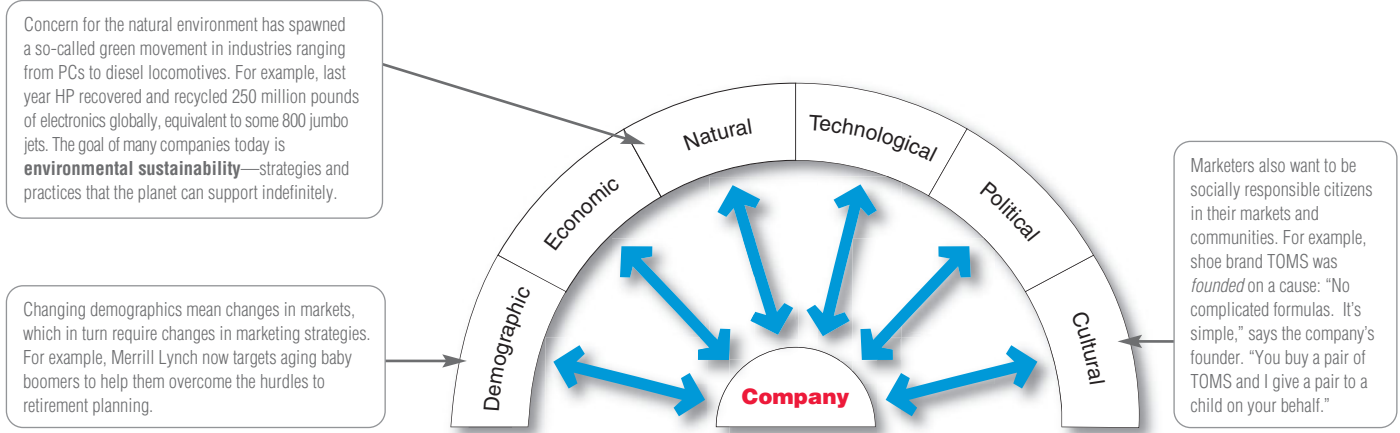 Concern for the natural environment has spawned
a so-called green movement in industries ranging
from PCs to diesel locomotives. For example, last
year HP recovered and recycled 250 million pounds
of electronics globally, equivalent to some 800 jumbo
jets. The goal of many companies today is
environmental sustainability—strategies and
practices that the planet can support indefinitely.
Changing demographics mean changes in markets,
which in turn require changes in marketing strategies.
For example, Merrill Lynch now targets aging baby
boomers to help them overcome the hurdles to
retirement planning.
Demographic
Economic
Natural
Technological
Political
Cultural
Company
Marketers also want to be
socially responsible citizens
in their markets and
communities. For example,
shoe brand TOMS was
founded on a cause: “No
complicated formulas. It’s
simple,” says the company’s
founder. “You buy a pair of
TOMS and I give a pair to a
child on your behalf.”